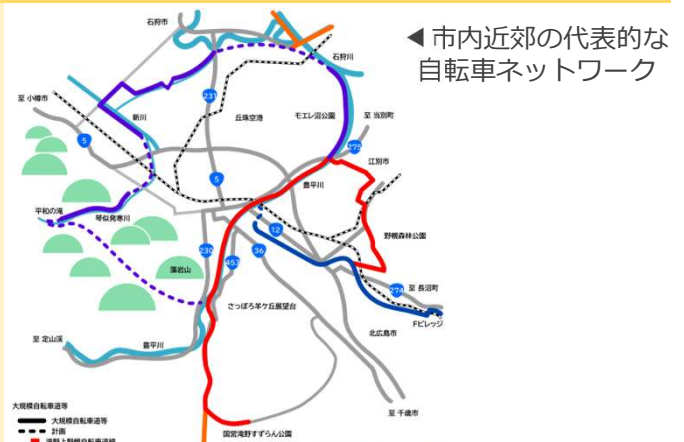 ◀市内近郊の代表的な
自転車ネットワーク
石狩市
石狩川
至 小樽市
新川
231
丘珠空港
モエレ沼公園
至 当別町
5
275
江別市
5
豊平川
平和の滝
琴似発寒川
12
野幌森林公園
230
453
36
藻岩山
274
至 長沼町
さっぽろ羊ケ丘展望台
Fビレッジ
北広島市
至 定山渓
豊平川
至 千歳市
大規模自転車道等
大規模自転車道等
計画
国営滝野すずらん公園